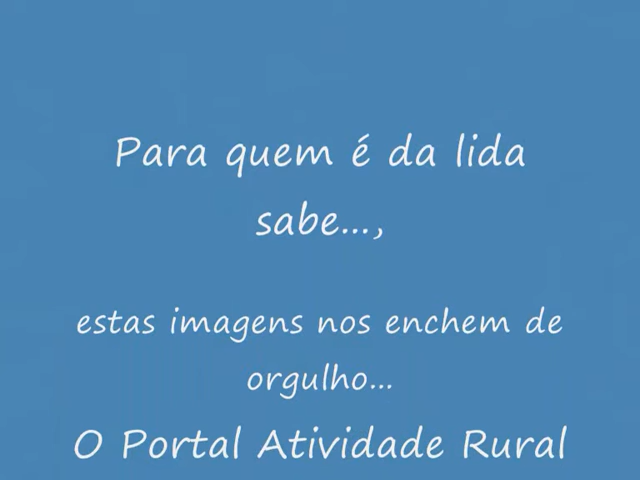 Para quem é da lida
sabe...,
estas imagens nos enchem de
orgulho...
O Portal Atividade Rural